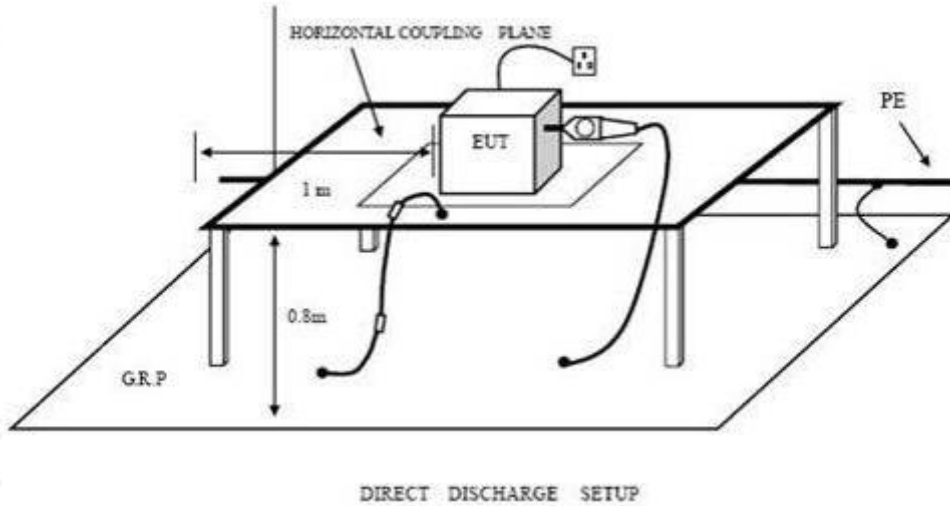 HORIZONTAL COUPLING PLANE
PE
EUT
1 m
0.8m
G.R.P
DIRECT DISCHARGE SETUP